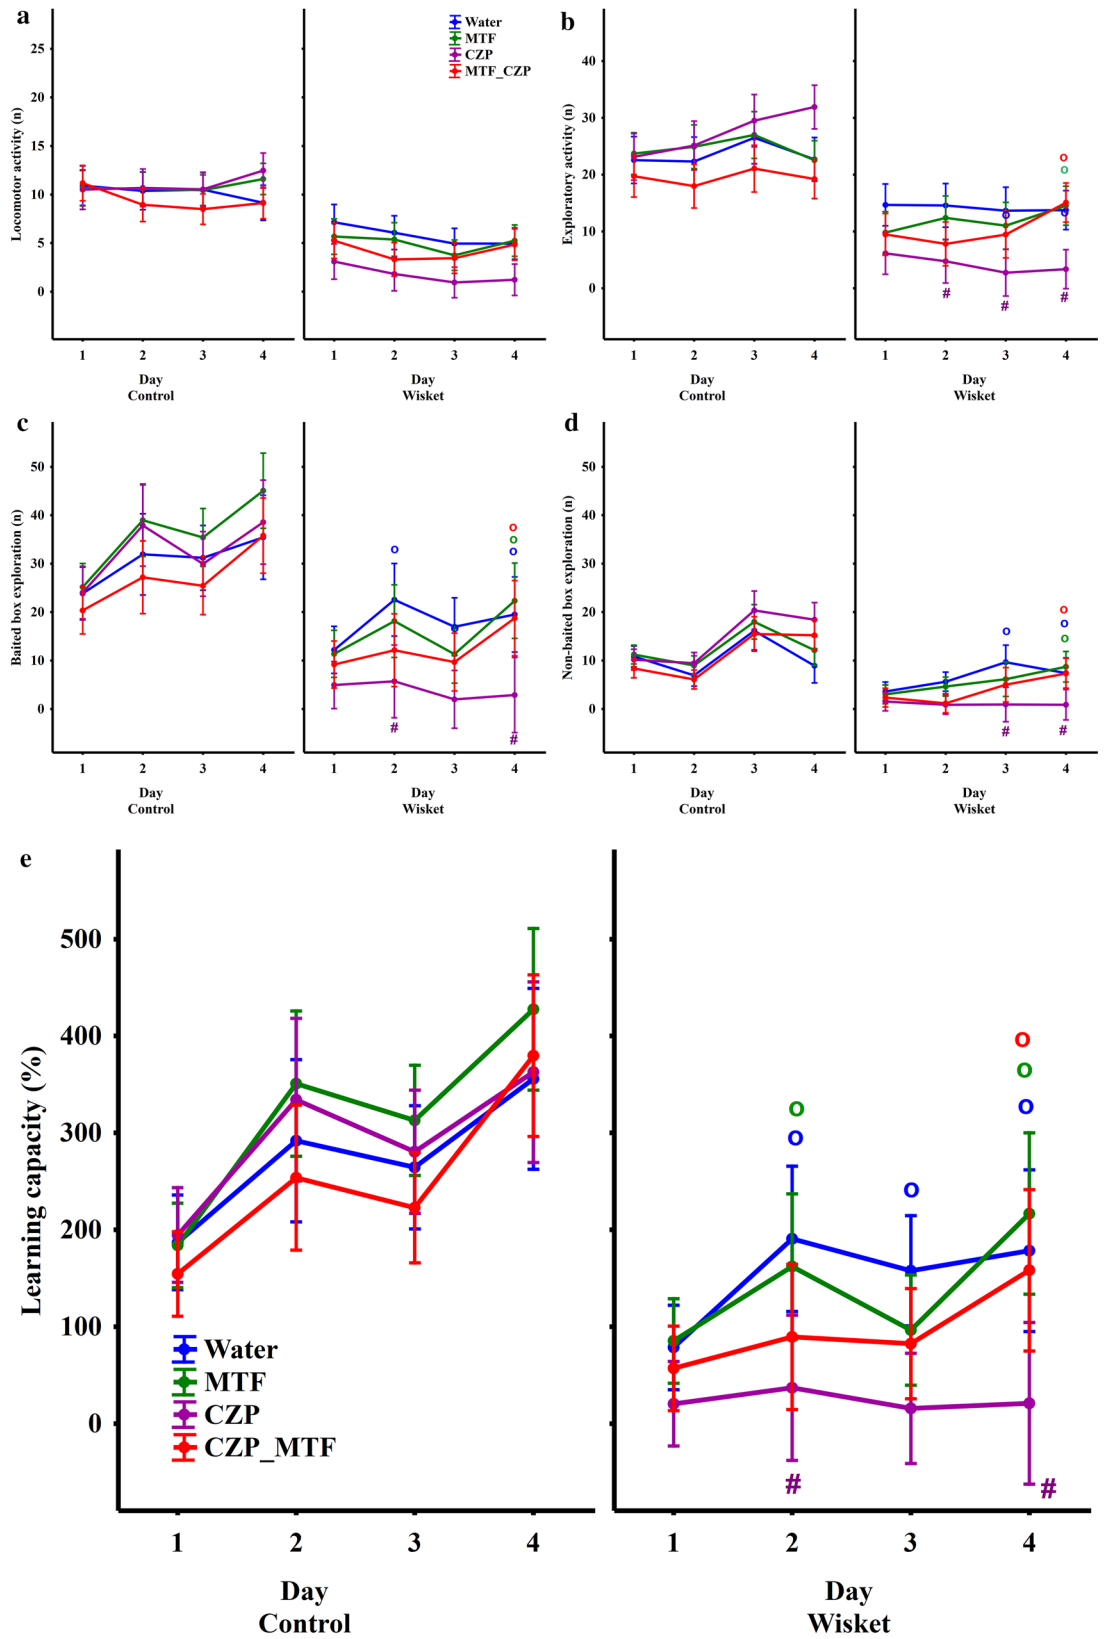 a
Locomotor activity (n)
25
20
15
10
5
0
Water
MTF
CZP
MTF_CZP
1 2 3 4
Day
Control
1 2 3 4
Day
Wisket
b
Exploratory activity (n)
40
30
20
10
0
o
o
o
o
# # #
1 2 3 4
Day
Control
1 2 3 4
Day
Wisket
c
Baited box exploration (n)
50
40
30
20
10
0
o
o
o
o
o
# #
1 2 3 4
Day
Control
1 2 3 4
Day
Wisket
d
Non-baited box exploration (n)
50
40
30
20
10
0
o
o
o
o
# #
1 2 3 4
Day
Control
1 2 3 4
Day
Wisket
e
Learning capacity (%)
500
400
300
200
100
0
Water
MTF
CZP
CZP_MTF
o
o
o
o
o
o
# #
1 2 3 4
Day
Control
1 2 3 4
Day
Wisket